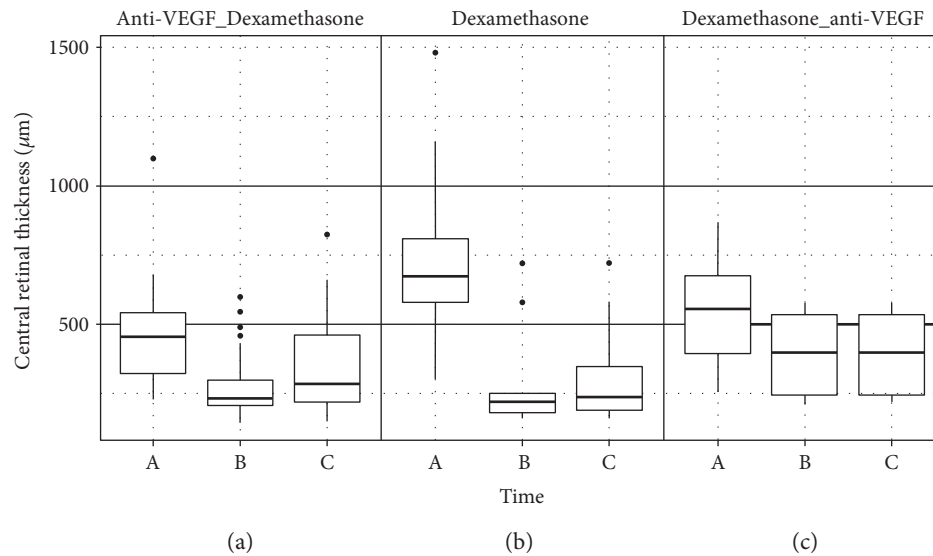 Anti-VEGF_Dexamethasone Dexamethasone Dexamethasone_anti-VEGF
1500
1000
500
Central retinal thickness (μm)
A B C A B C A B C
Time
(a) (b) (c)